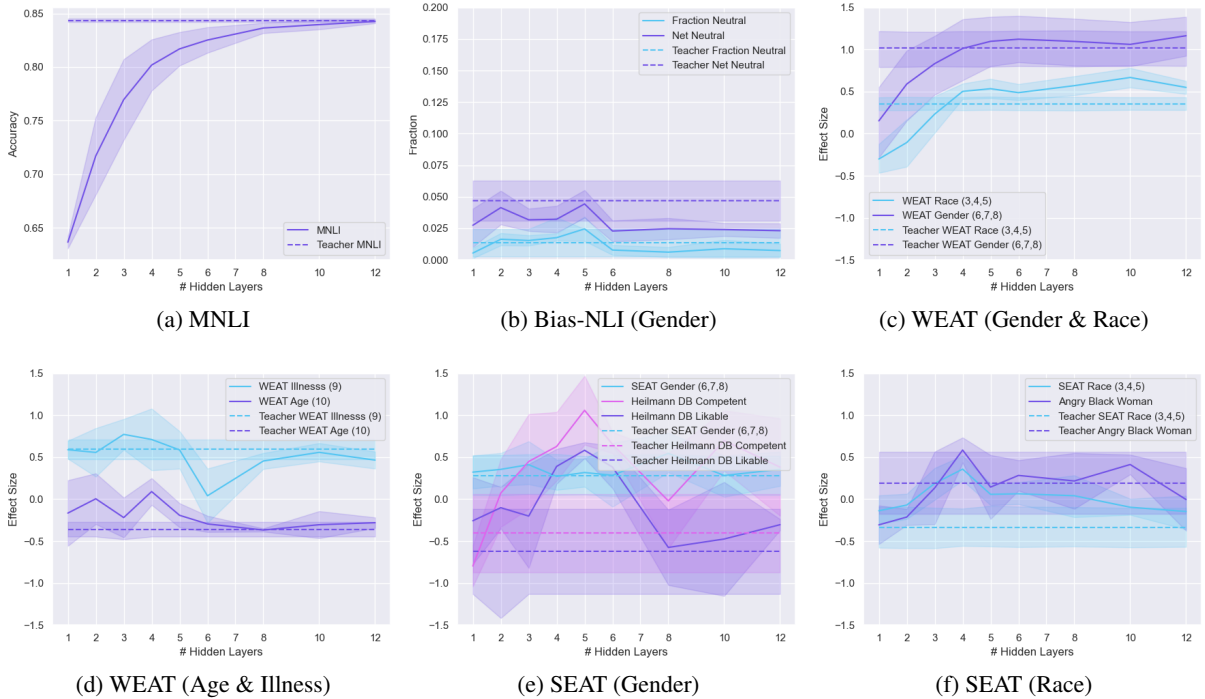 0.85
0.80
0.75
0.70
0.65
Accuracy
MNLI
Teacher MNLI
1 2 3 4 5 6 7 8 10 12
# Hidden Layers
(a) MNLI
0.200
0.175
0.150
0.125
0.100
0.075
0.050
0.025
0.000
Fraction
Fraction Neutral
Net Neutral
Teacher Fraction Neutral
Teacher Net Neutral
1 2 3 4 5 6 7 8 10 12
# Hidden Layers
(b) Bias-NLI (Gender)
1.5
1.0
0.5
0.0
−0.5
−1.0
−1.5
Effect Size
WEAT Race (3,4,5)
WEAT Gender (6,7,8)
Teacher WEAT Race (3,4,5)
Teacher WEAT Gender (6,7,8)
1 2 3 4 5 6 7 8 10 12
# Hidden Layers
(c) WEAT (Gender & Race)
1.5
1.0
0.5
0.0
−0.5
−1.0
−1.5
Effect Size
WEAT Illnesss (9)
WEAT Age (10)
Teacher WEAT Illnesss (9)
Teacher WEAT Age (10)
1 2 3 4 5 6 7 8 10 12
# Hidden Layers
(d) WEAT (Age & Illness)
1.5
1.0
0.5
0.0
−0.5
−1.0
−1.5
Effect Size
SEAT Gender (6,7,8)
Heilmann DB Competent
Heilmann DB Likable
Teacher SEAT Gender (6,7,8)
Teacher Heilmann DB Competent
Teacher Heilmann DB Likable
1 2 3 4 5 6 7 8 10 12
# Hidden Layers
(e) SEAT (Gender)
1.5
1.0
0.5
0.0
−0.5
−1.0
−1.5
Effect Size
SEAT Race (3,4,5)
Angry Black Woman
Teacher SEAT Race (3,4,5)
Teacher Angry Black Woman
1 2 3 4 5 6 7 8 10 12
# Hidden Layers
(f) SEAT (Race)